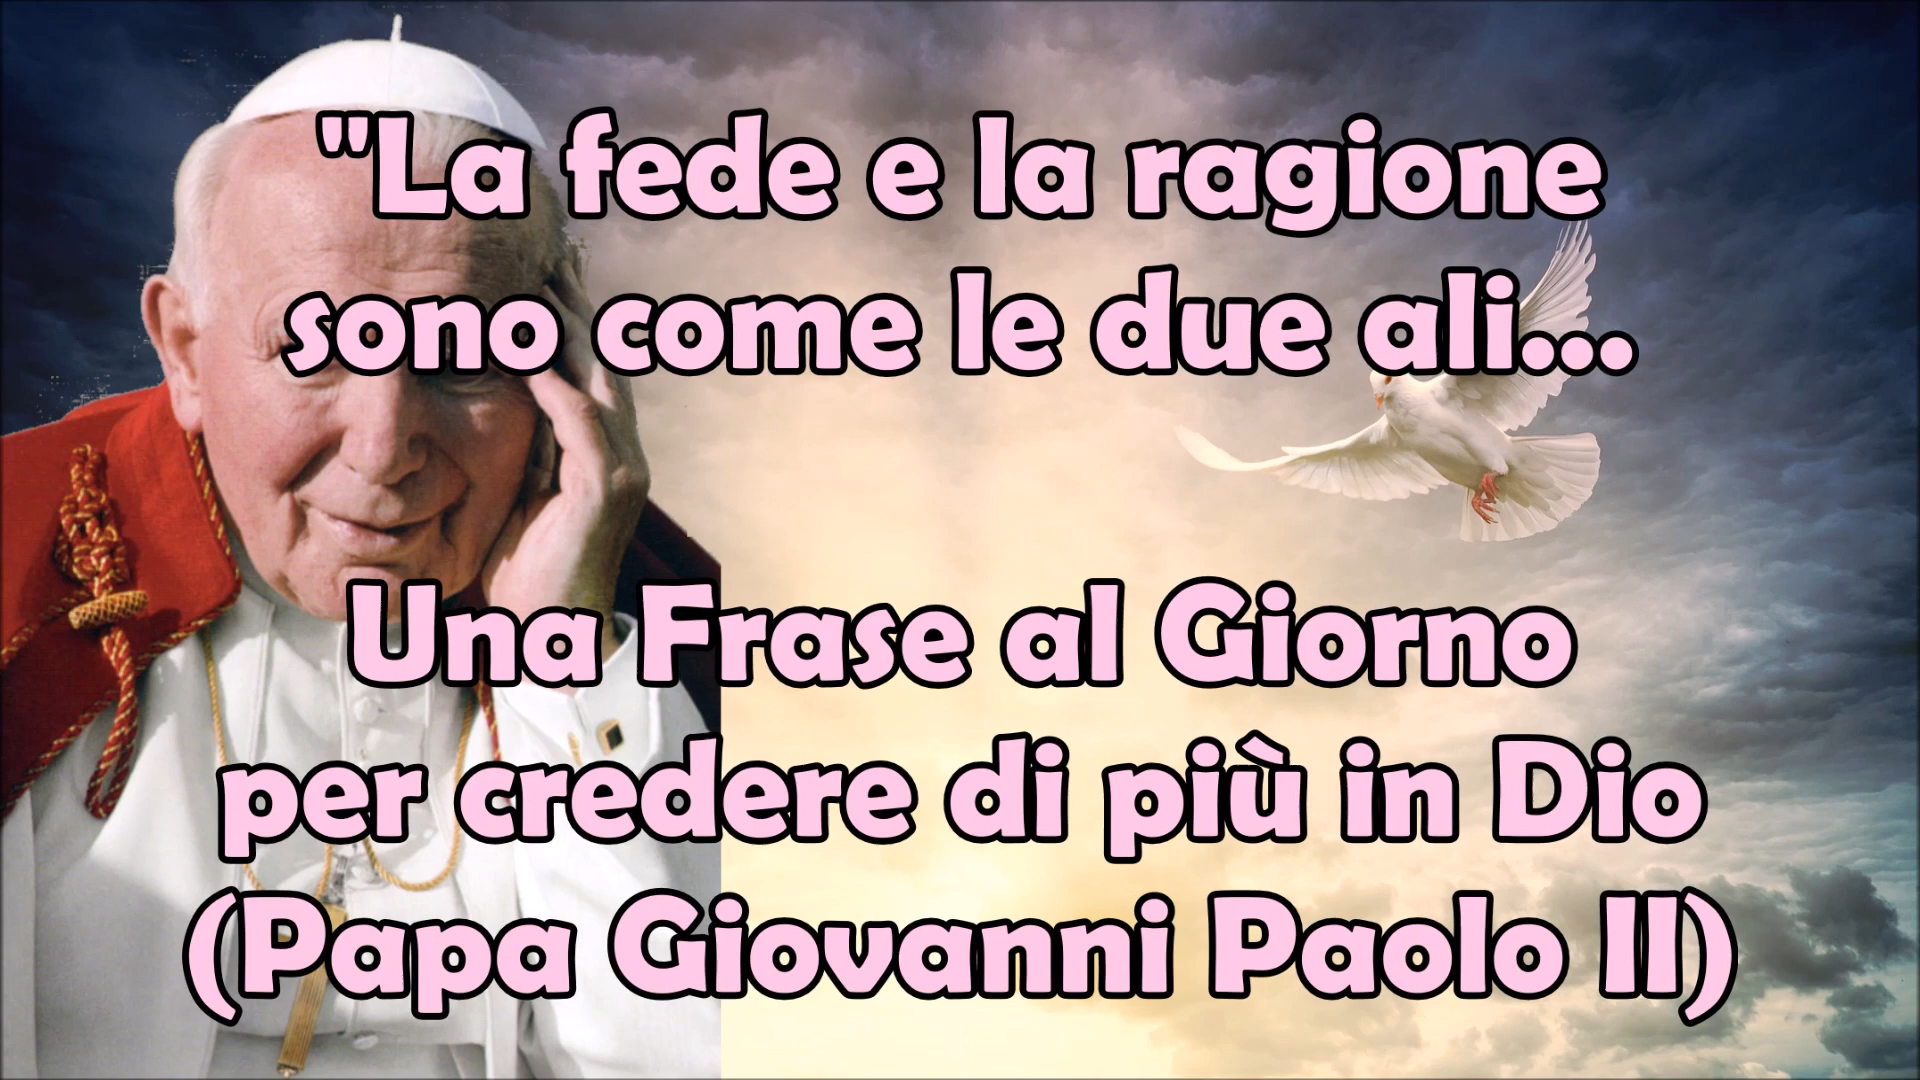 "La fede e la ragione
sono come le due ali...
Una Frase al Giorno
per credere di più in Dio
(Papa Giovanni Paolo II)